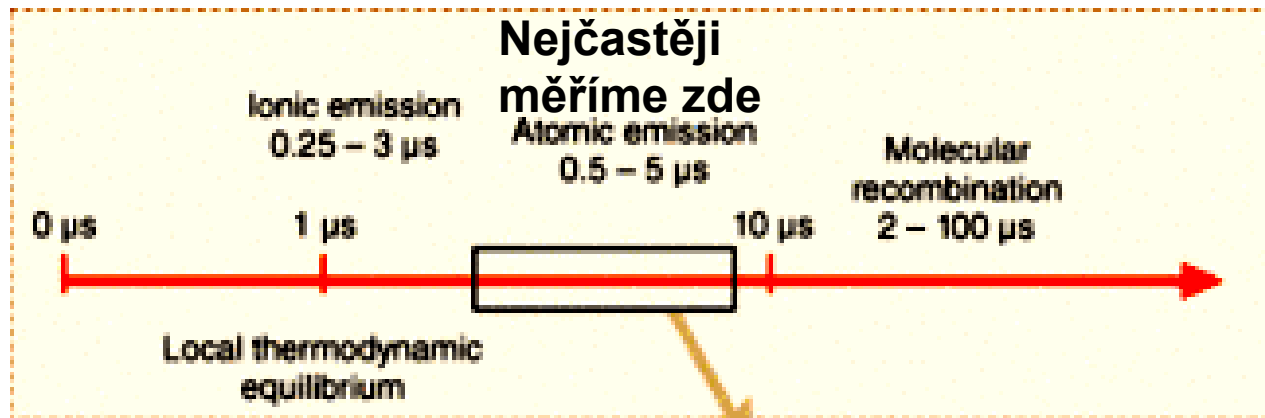 Nejčastěji
měříme zde
Ionic emission
0.25 – 3 µs
Atomic emission
0.5 – 5 µs
Molecular
recombination
2 – 100 µs
0 µs
1 µs
10 µs
Local thermodynamic
equilibrium